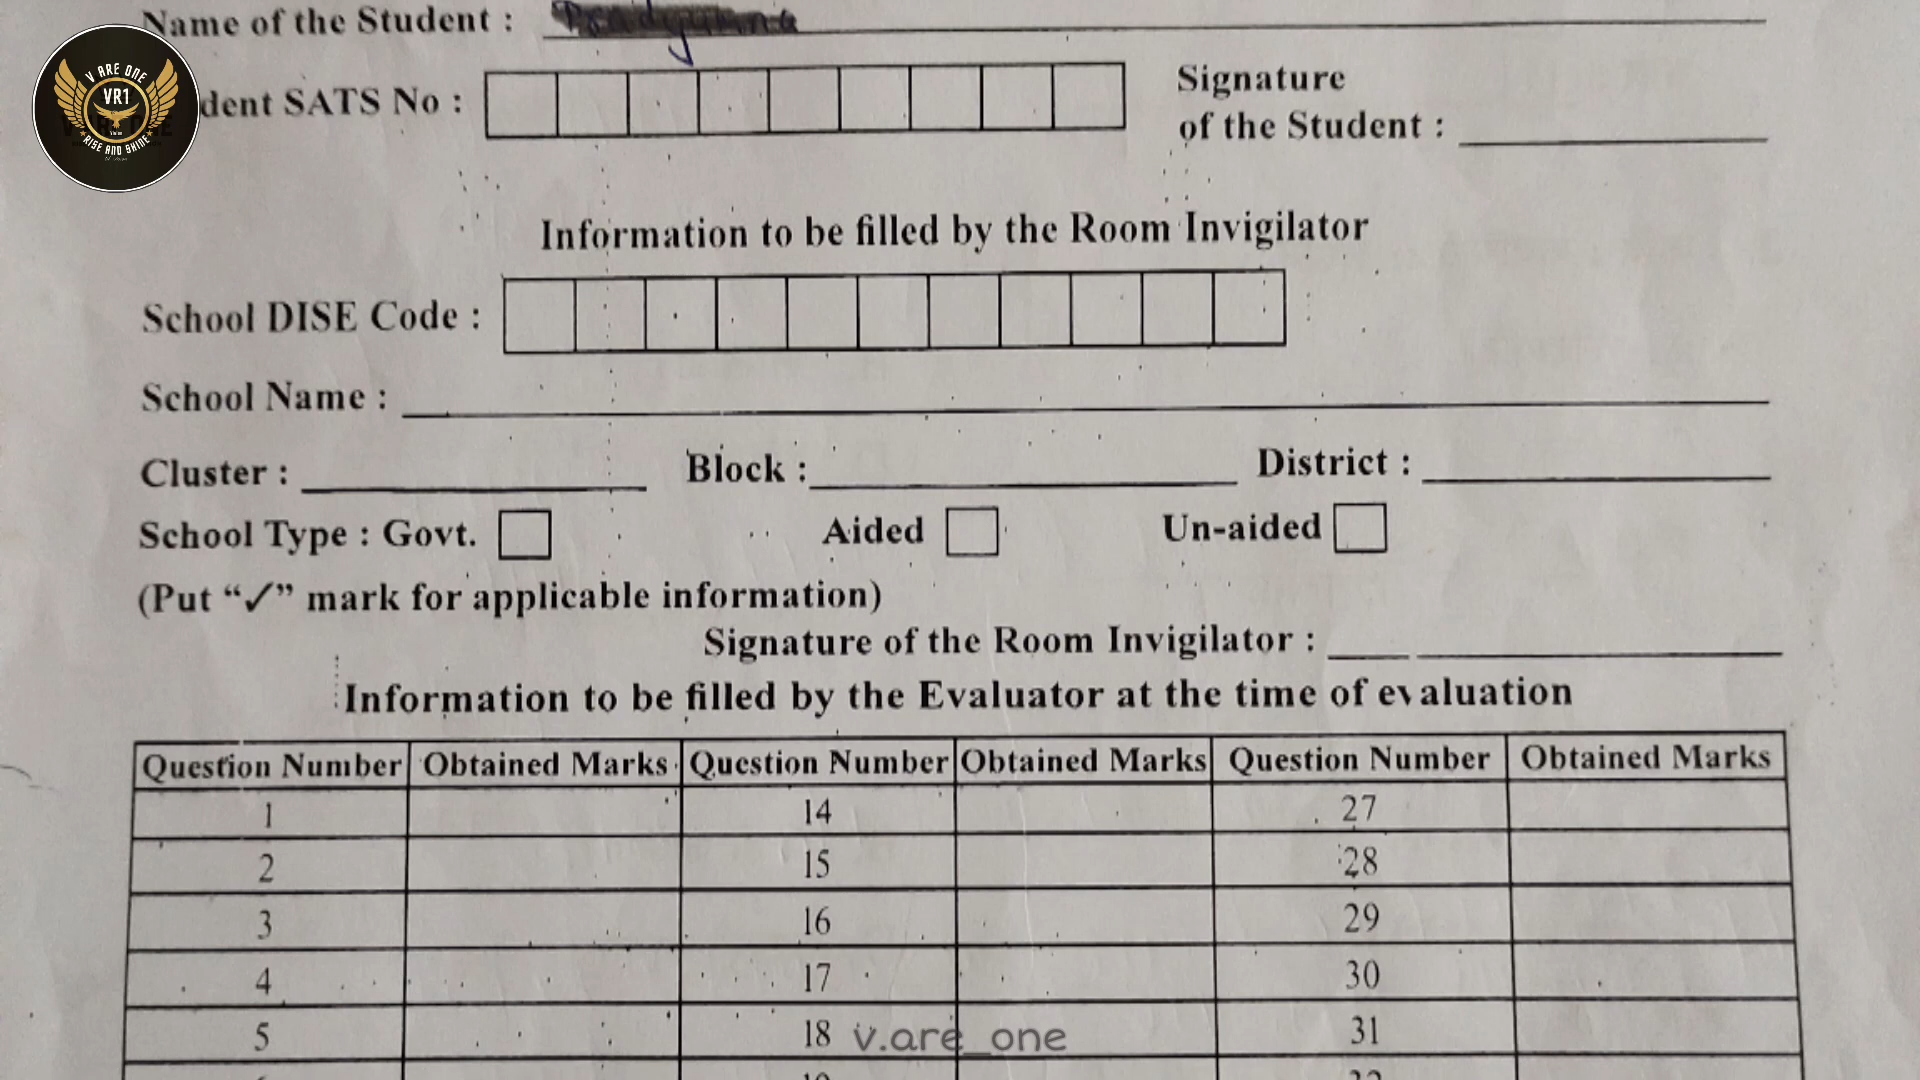 Name of the Student :
V ARE ONE
VR1
RISE AND SHINE
dent SATS No :
Signature
of the Student :
Information to be filled by the Room Invigilator
School DISE Code :
School Name :
Cluster : Block : District :
School Type : Govt. Aided Un-aided
(Put “✓” mark for applicable information)
Signature of the Room Invigilator :
Information to be filled by the Evaluator at the time of evaluation
Question Number Obtained Marks Question Number Obtained Marks Question Number Obtained Marks
1 14 27
2 15 28
3 16 29
4 17 30
5 18 31
v.are_one